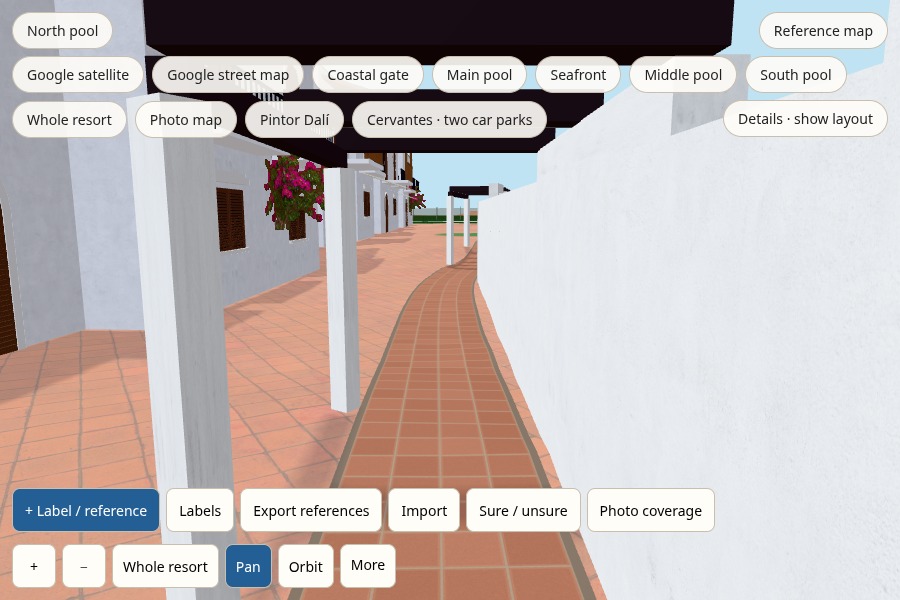 North pool
Reference map
Google satellite
Google street map
Coastal gate
Main pool
Seafront
Middle pool
South pool
Whole resort
Photo map
Pintor Dalí
Cervantes · two car parks
Details · show layout
+ Label / reference
Labels
Export references
Import
Sure / unsure
Photo coverage
+
−
Whole resort
Pan
Orbit
More